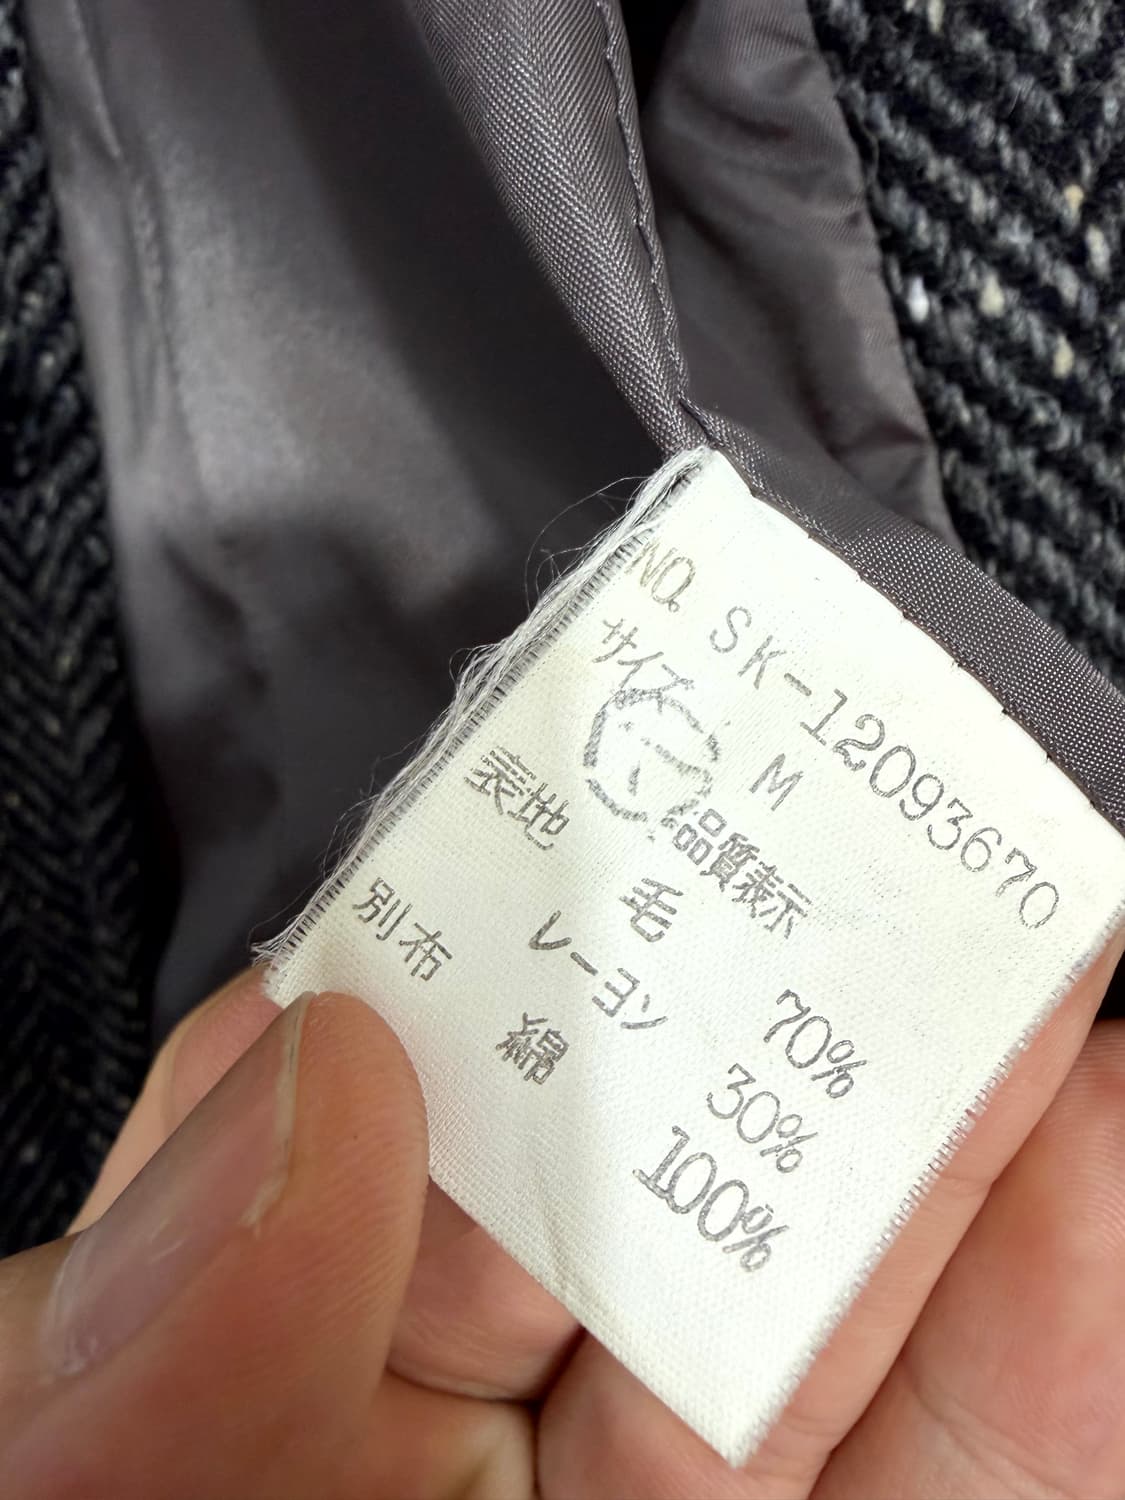 NO. SK-12093670
サイズ M
品質表示
表地 毛 70%
レーヨン 30%
別布 綿 100%